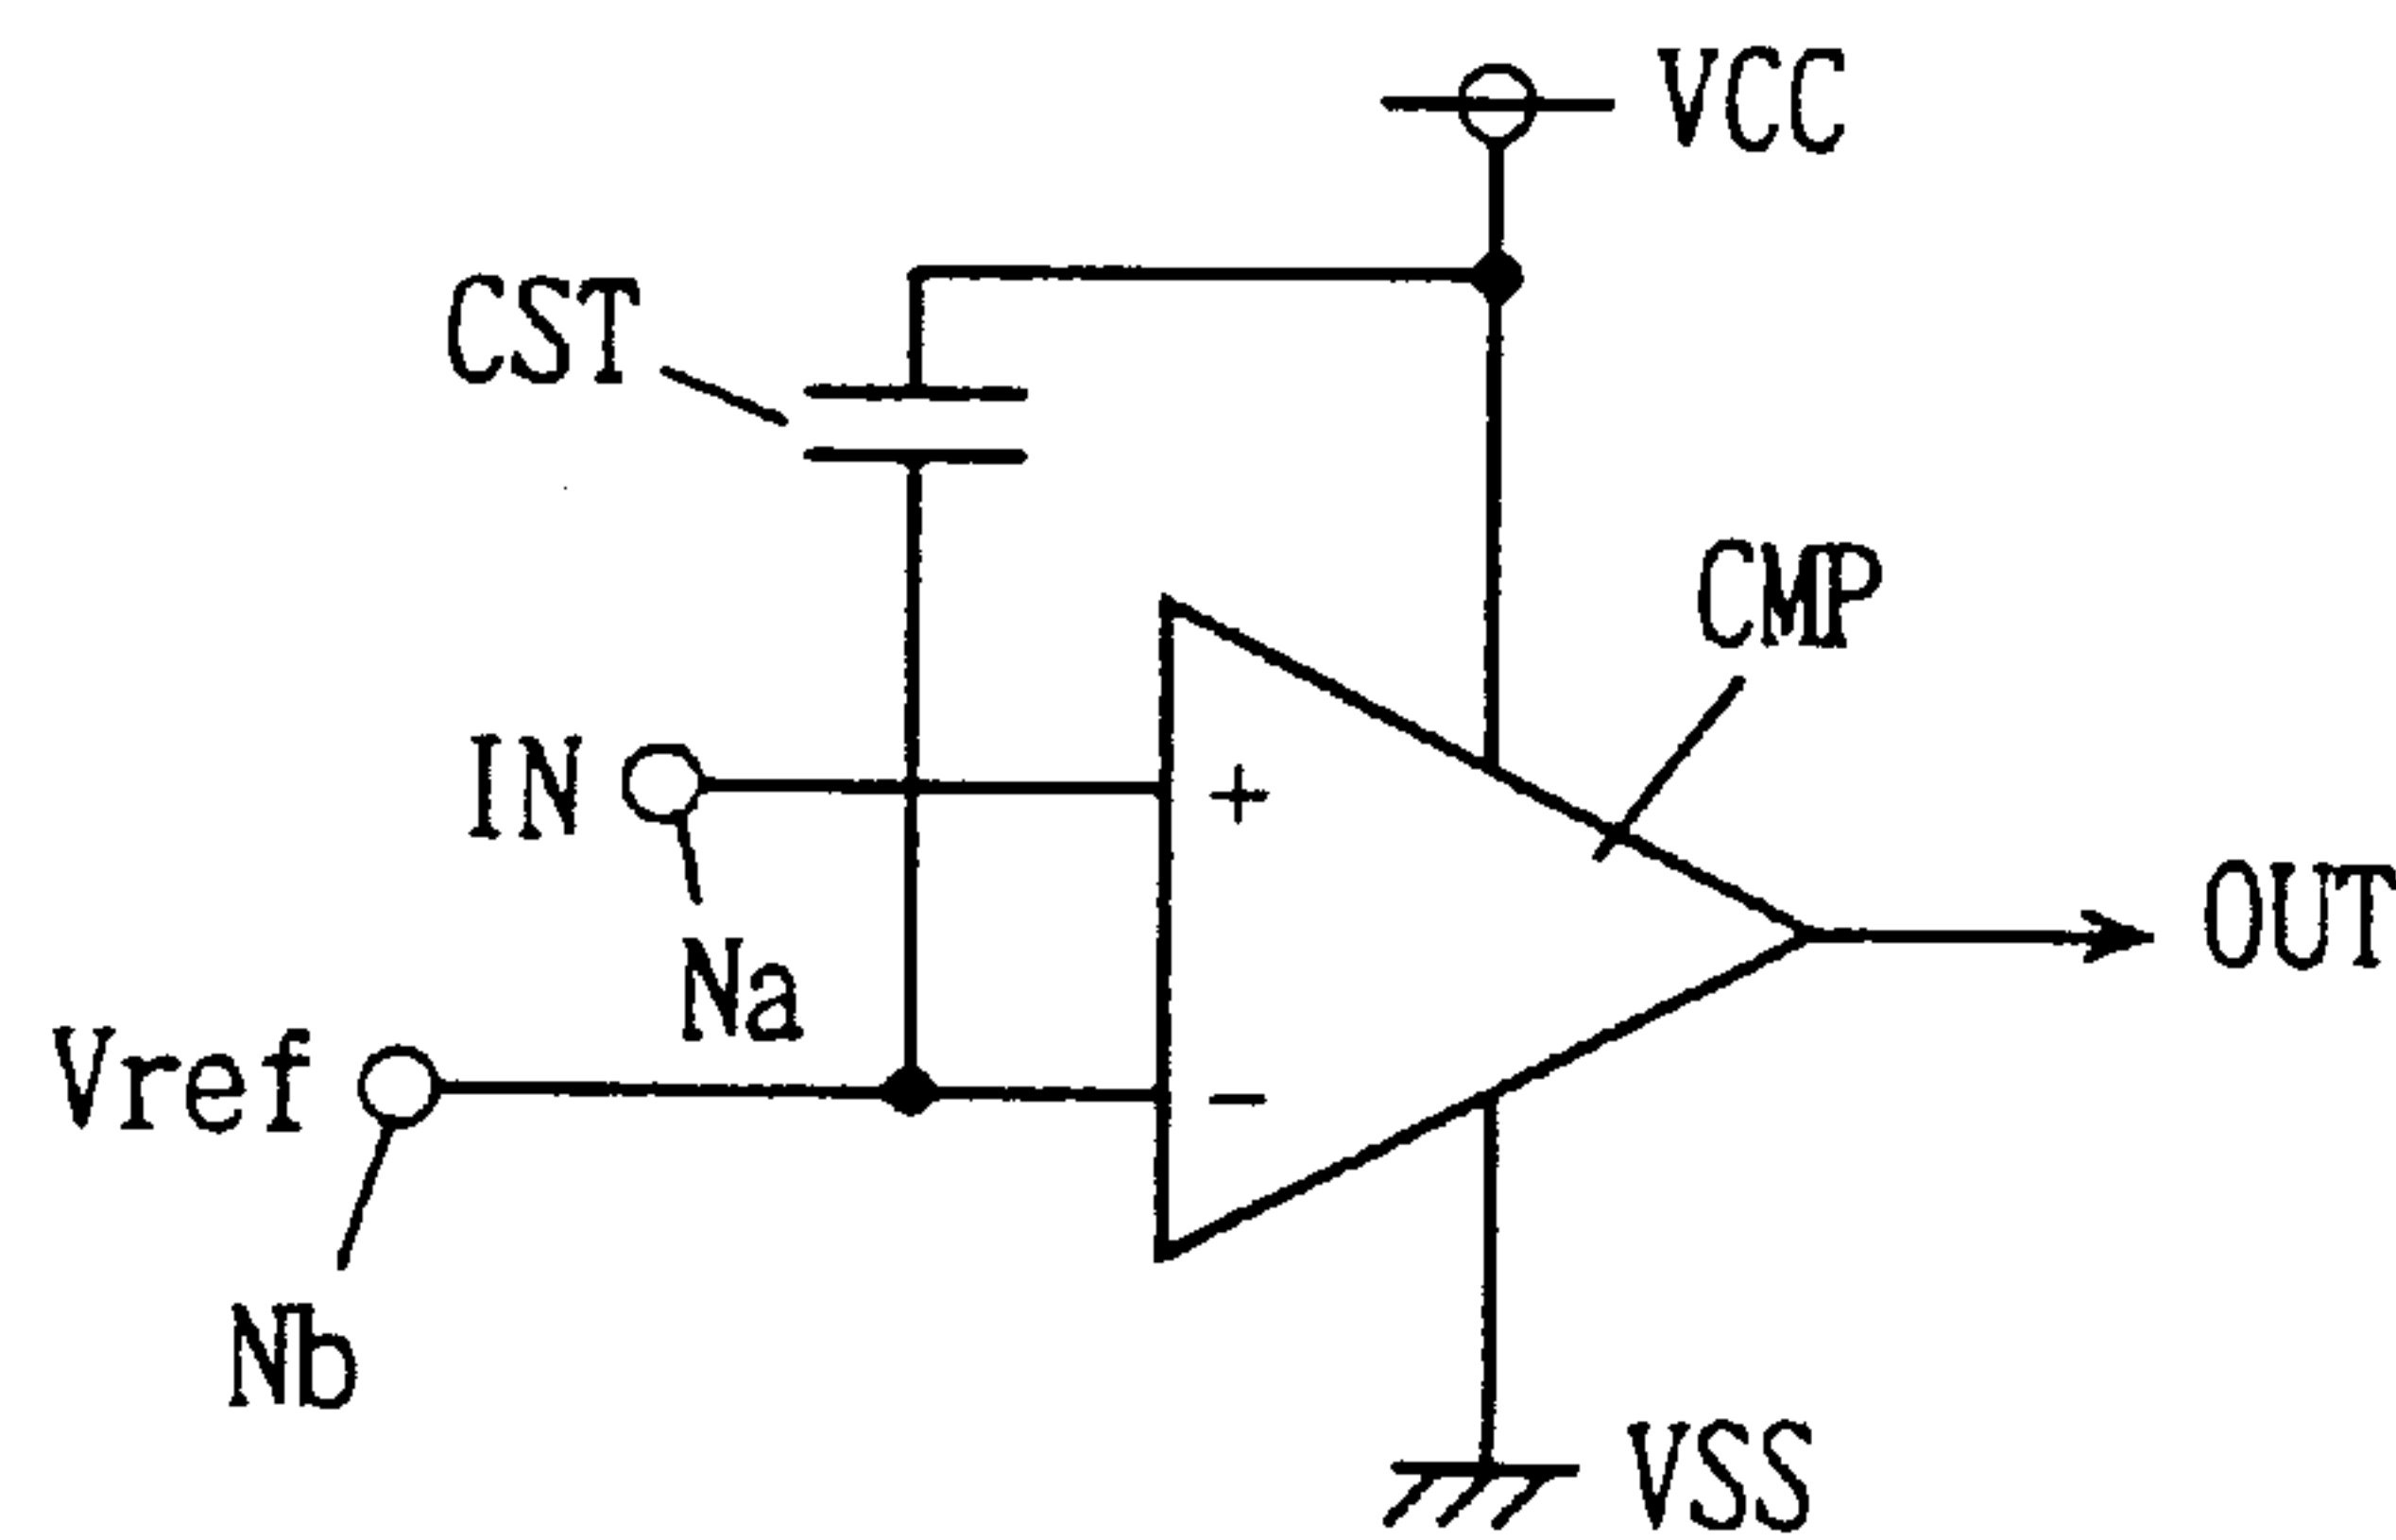 VCC
CST
CMP
IN
+
OUT
Na
Vref
−
Nb
VSS